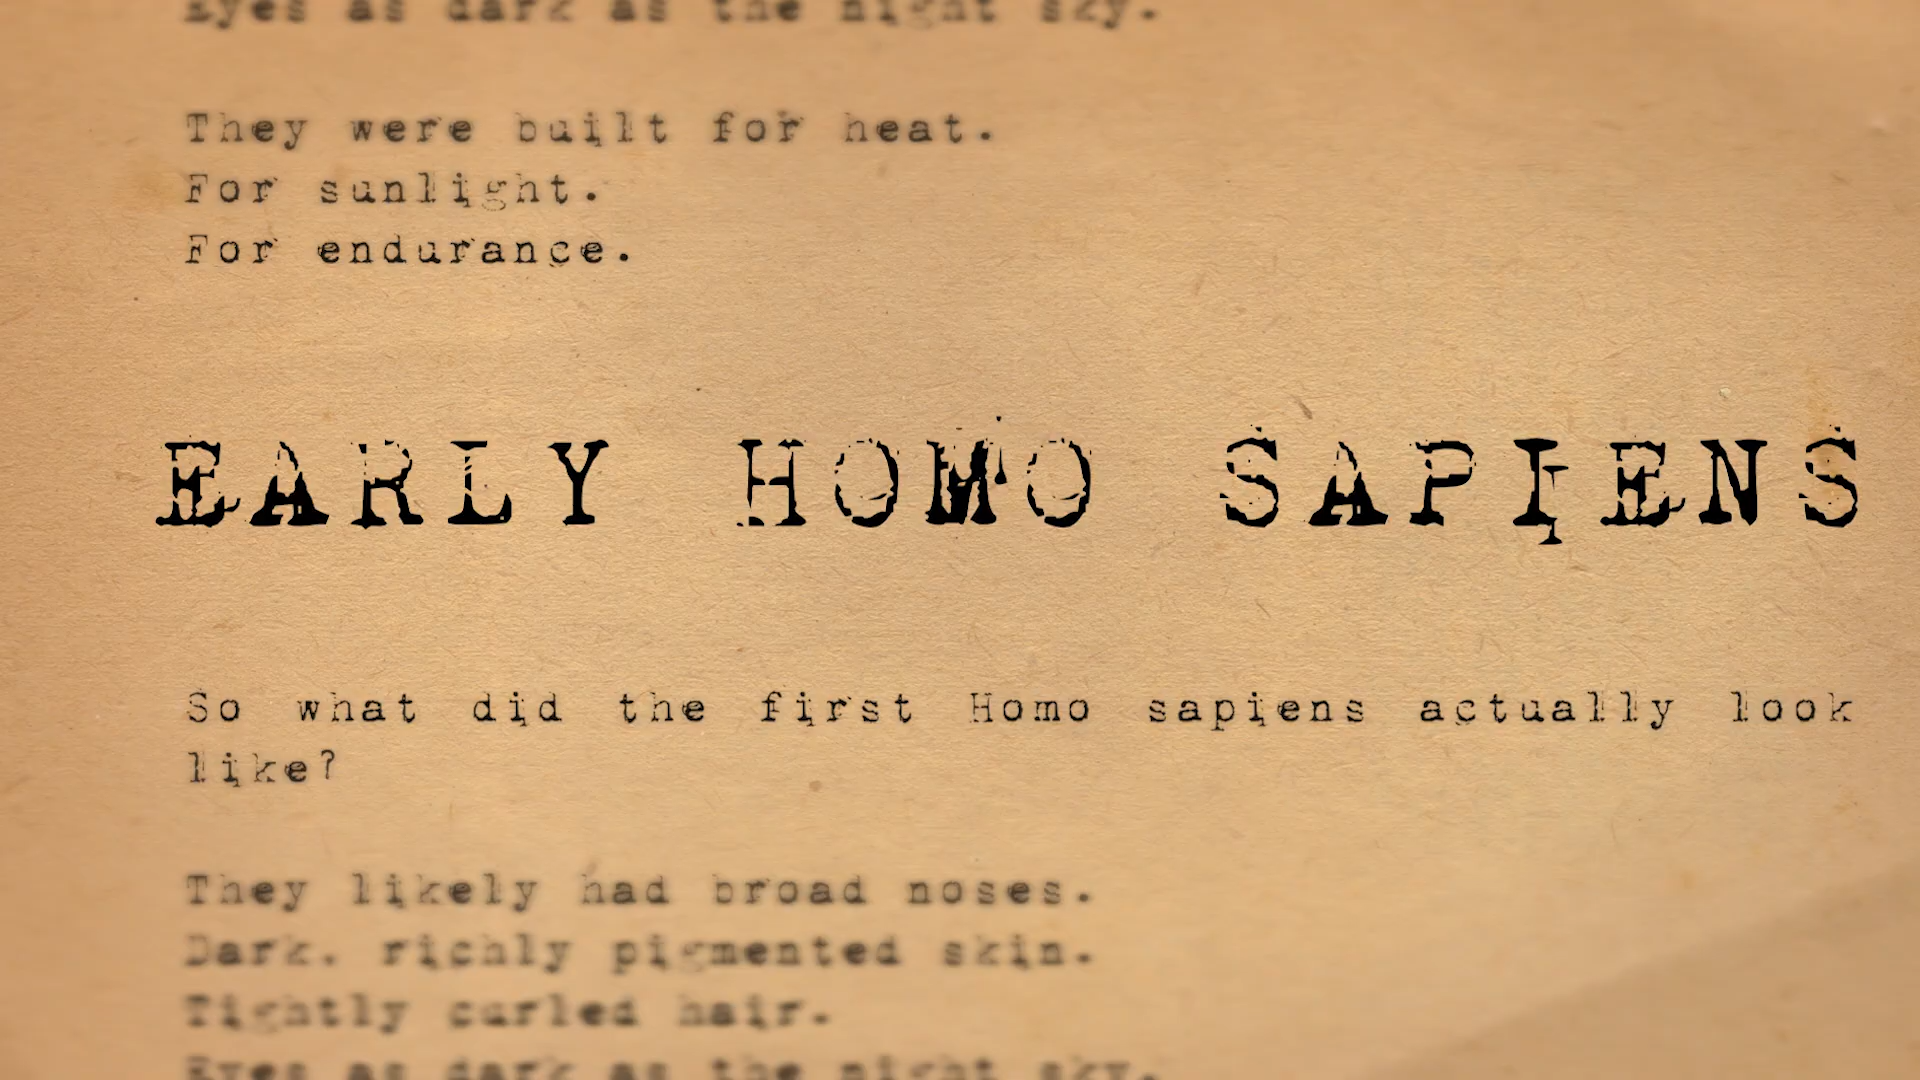 Eyes as dark as the night sky.
They were built for heat.
For sunlight.
For endurance.
EARLY HOMO SAPIENS
So what did the first Homo sapiens actually look
like?
They likely had broad noses.
Dark, richly pigmented skin.
Tightly curled hair.
Eyes as dark as the night sky.